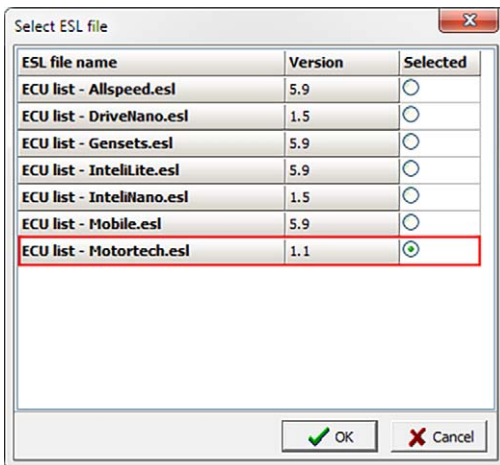 Select ESL file
ESL file name Version Selected
ECU list - Allspeed.esl 5.9
ECU list - DriveNano.esl 1.5
ECU list - Gensets.esl 5.9
ECU list - InteliLite.esl 5.9
ECU list - InteliNano.esl 1.5
ECU list - Mobile.esl 5.9
ECU list - Motortech.esl 1.1
OK Cancel